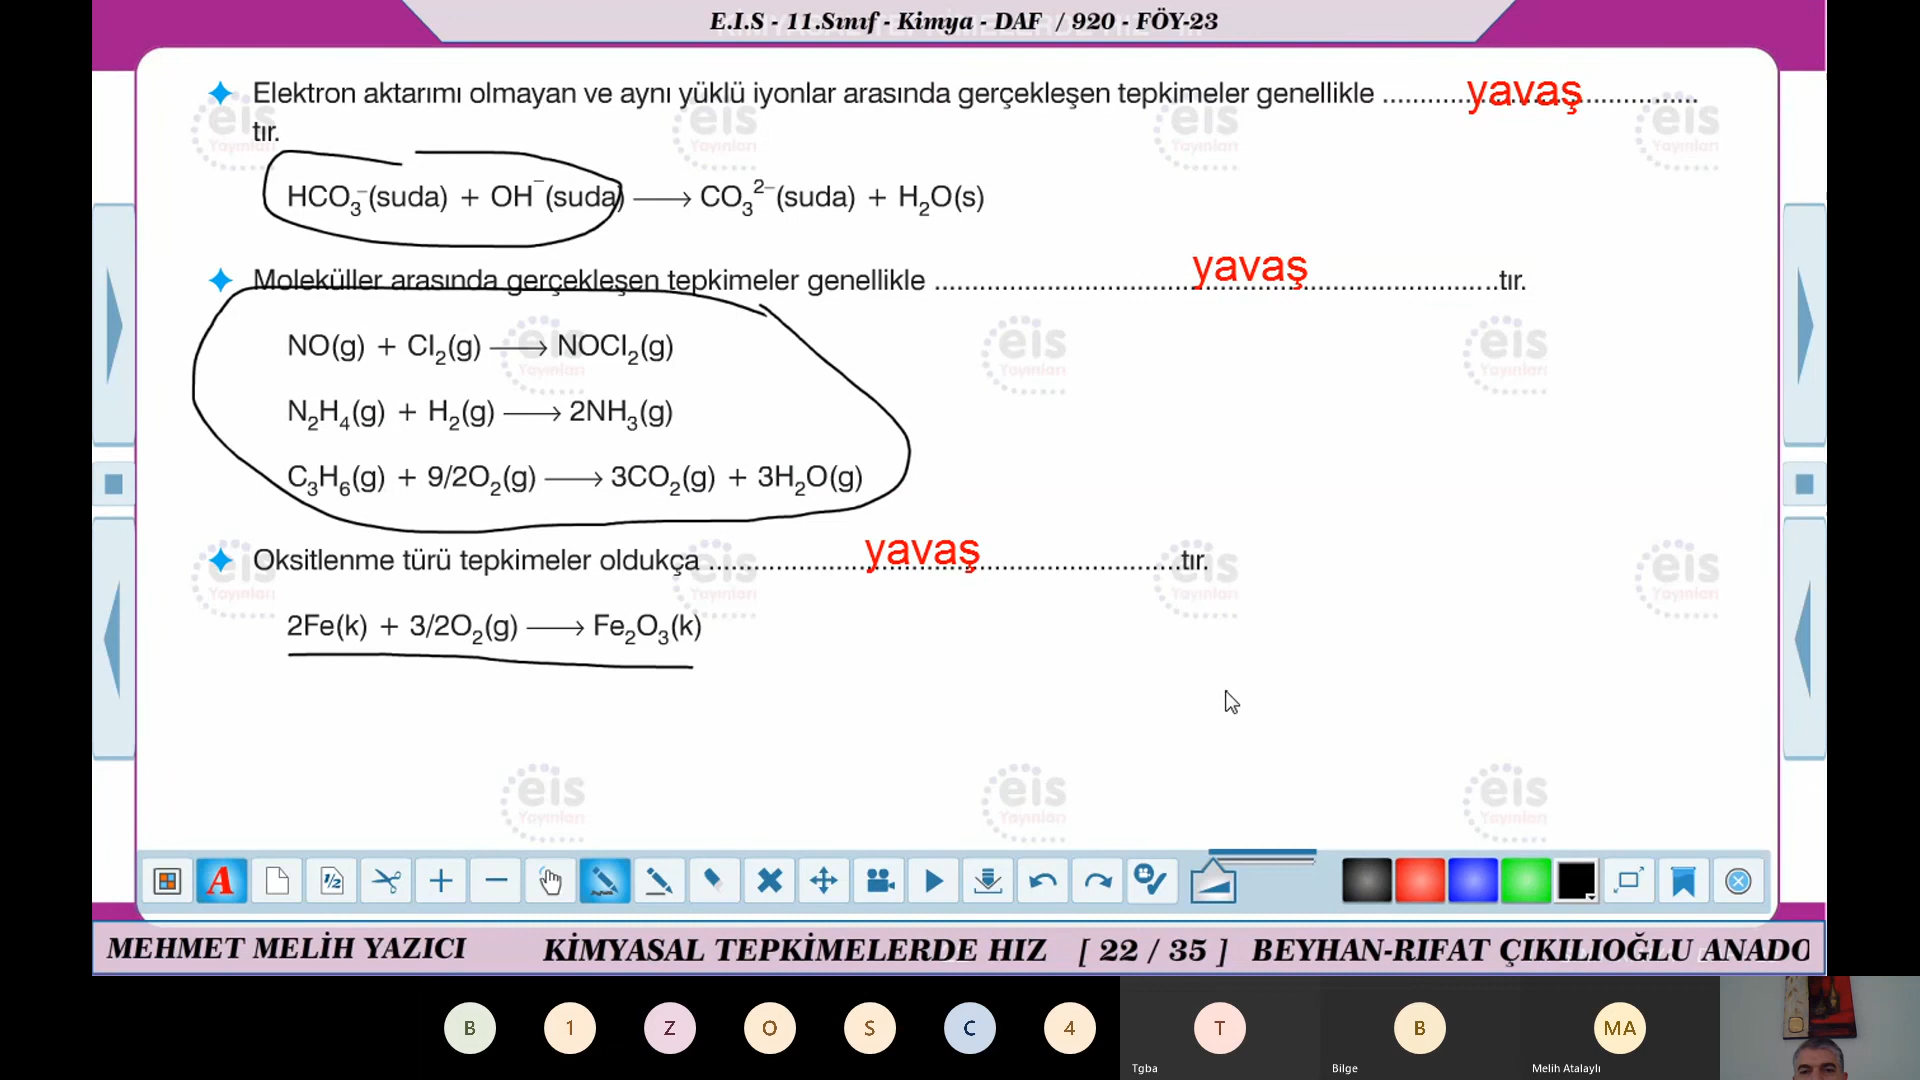 E.I.S - 11.Sınıf - Kimya - DAF / 920 - FÖY-23
Elektron aktarımı olmayan ve aynı yüklü iyonlar arasında gerçekleşen tepkimeler genellikle .......... yavaş ..........
tır.
HCO₃⁻(suda) + OH⁻(suda) ⟶ CO₃²⁻(suda) + H₂O(s)
Moleküller arasında gerçekleşen tepkimeler genellikle .......... yavaş ..........tır.
NO(g) + Cl₂(g) ⟶ NOCl₂(g)
N₂H₄(g) + H₂(g) ⟶ 2NH₃(g)
C₃H₆(g) + 9/2O₂(g) ⟶ 3CO₂(g) + 3H₂O(g)
Oksitlenme türü tepkimeler oldukça .......... yavaş ..........tır.
2Fe(k) + 3/2O₂(g) ⟶ Fe₂O₃(k)
eis Yayınları
A 1/2
MEHMET MELİH YAZICI KİMYASAL TEPKİMELERDE HIZ [ 22 / 35 ] BEYHAN-RIFAT ÇIKILIOĞLU ANADO
B 1 Z O S C 4 T B MA
Tgba Bilge Melih Atalaylı